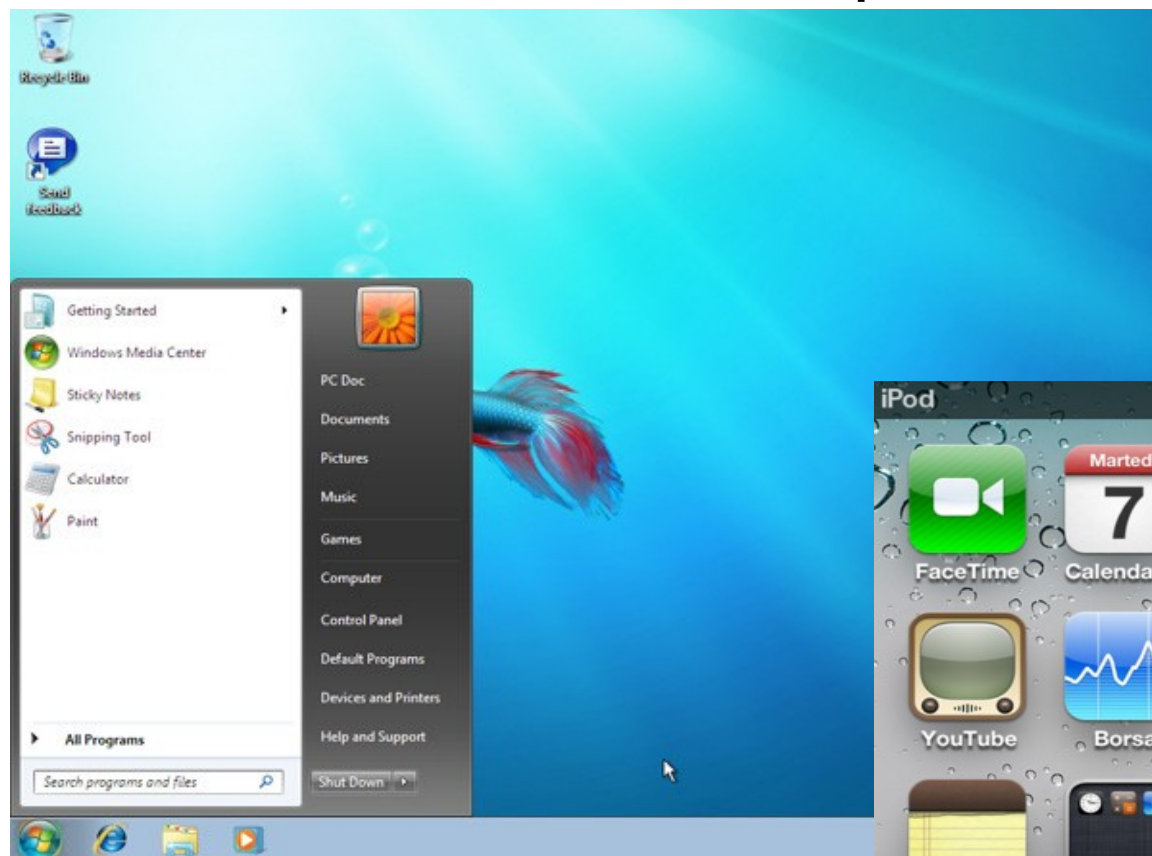 Recycle Bin
Send
feedback
Getting Started
Windows Media Center
Sticky Notes
Snipping Tool
Calculator
Paint
All Programs
Search programs and files
PC Doc
Documents
Pictures
Music
Games
Computer
Control Panel
Default Programs
Devices and Printers
Help and Support
Shut Down
iPod
Marted
7
FaceTime
Calenda
YouTube
Borsa